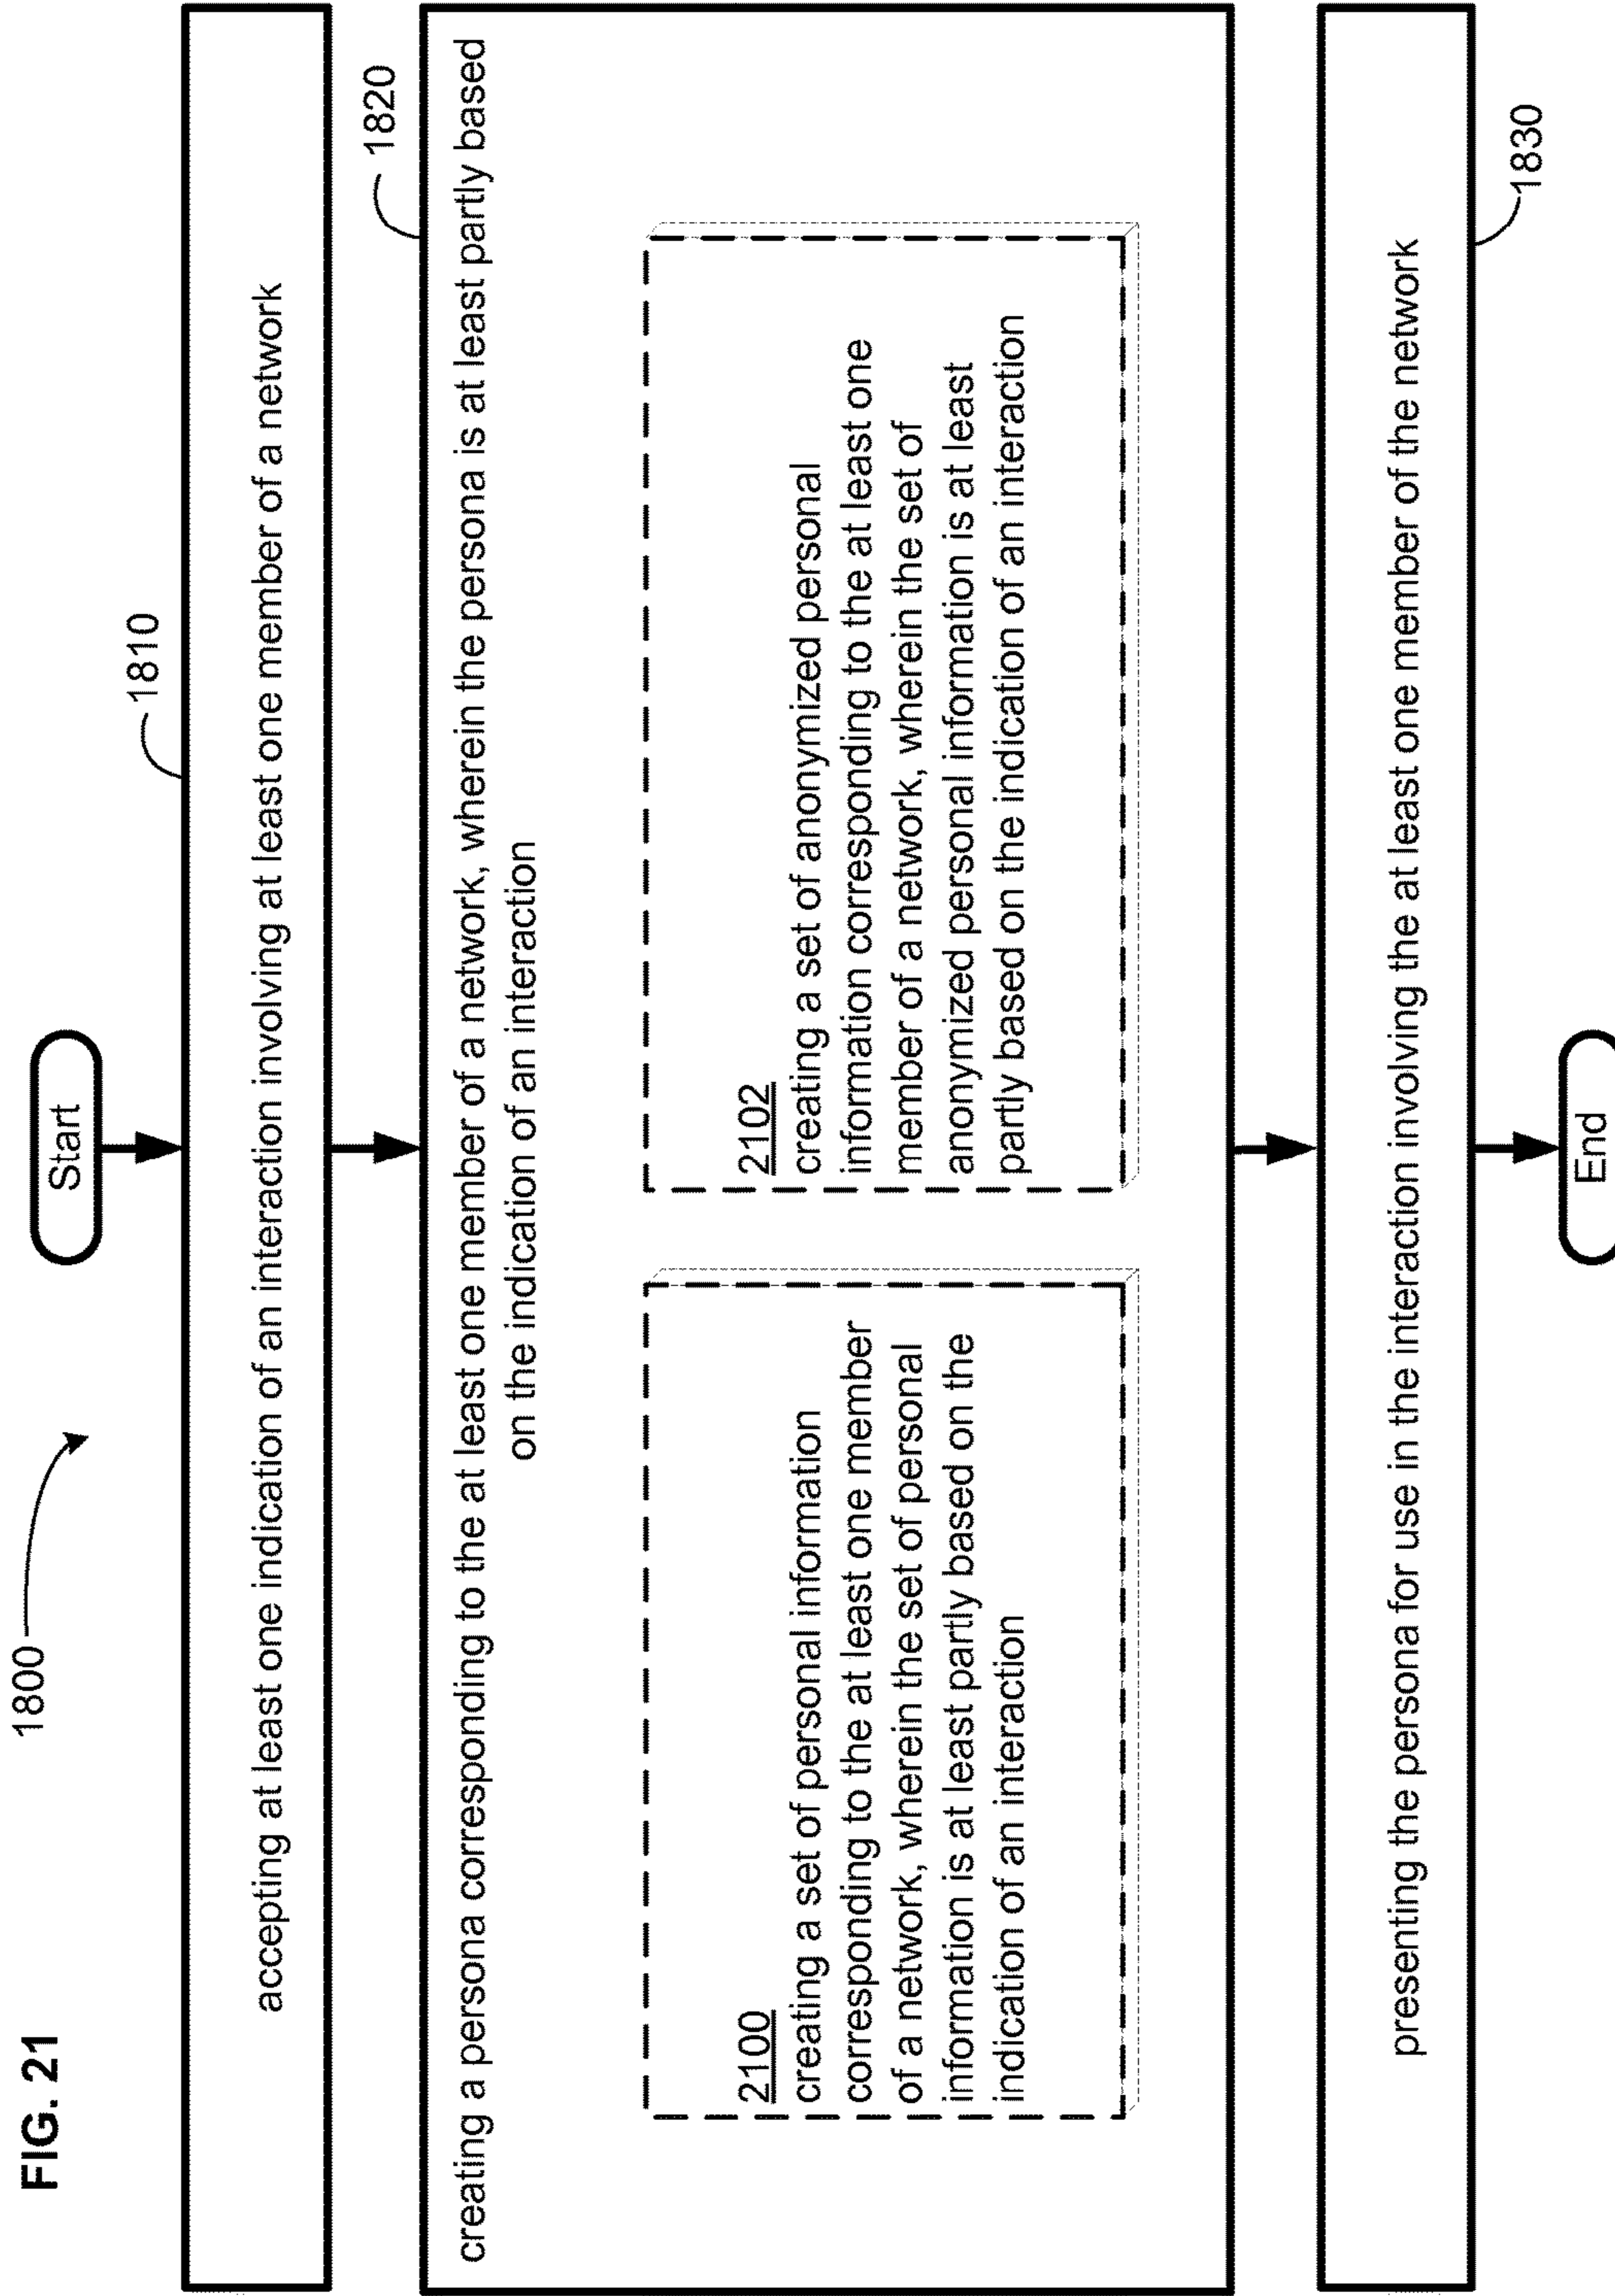 FIG. 21
1800
Start
1810
accepting at least one indication of an interaction involving at least one member of a network
1820
creating a persona corresponding to the at least one member of a network, wherein the persona is at least partly based
on the indication of an interaction
2100
creating a set of personal information
corresponding to the at least one member
of a network, wherein the set of personal
information is at least partly based on the
indication of an interaction
2102
creating a set of anonymized personal
information corresponding to the at least one
member of a network, wherein the set of
anonymized personal information is at least
partly based on the indication of an interaction
presenting the persona for use in the interaction involving the at least one member of the network
1830
End